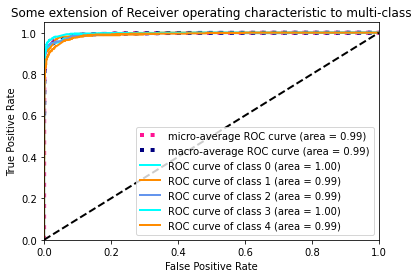 Some extension of Receiver operating characteristic to multi-class
True Positive Rate
1.0
0.8
0.6
0.4
0.2
0.0
micro-average ROC curve (area = 0.99)
macro-average ROC curve (area = 0.99)
ROC curve of class 0 (area = 1.00)
ROC curve of class 1 (area = 0.99)
ROC curve of class 2 (area = 0.99)
ROC curve of class 3 (area = 1.00)
ROC curve of class 4 (area = 0.99)
0.0 0.2 0.4 0.6 0.8 1.0
False Positive Rate